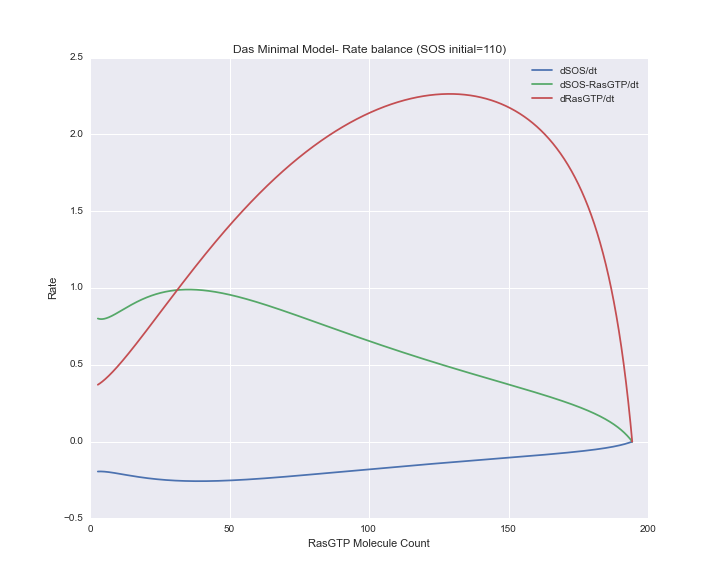 Das Minimal Model- Rate balance (SOS initial=110)
2.5
2.0
1.5
1.0
0.5
0.0
−0.5
Rate
dSOS/dt
dSOS-RasGTP/dt
dRasGTP/dt
0
50
100
150
200
RasGTP Molecule Count